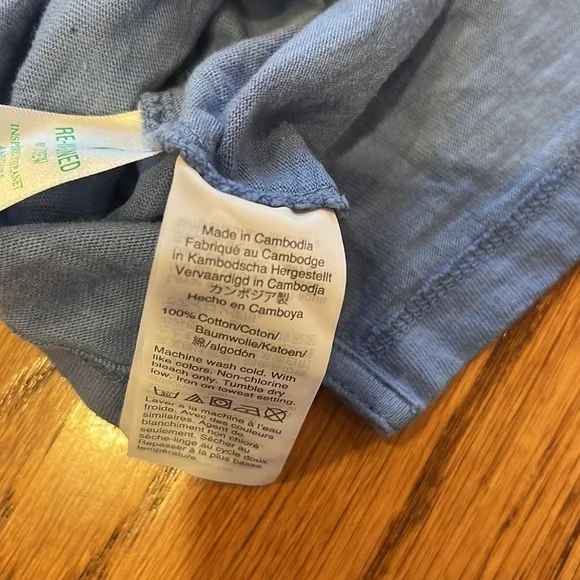 Made in Cambodia
Fabriqué au Cambodge
in Kambodscha Hergestellt
Vervaardigd in Cambodja
カンボジア製
Hecho en Camboya
100% Cotton/Coton/
Baumwolle/Katoen/
綿/algodón
Machine wash cold. With
like colors. Non-chlorine
bleach only. Tumble dry
low. Iron on lowest setting.
Laver à la machine à l'eau
froide. Avec des couleurs
similaires. Agent de
blanchiment non chloré
seulement. Sécher au
sèche-linge au cycle doux.
Repasser à la plus basse
température.